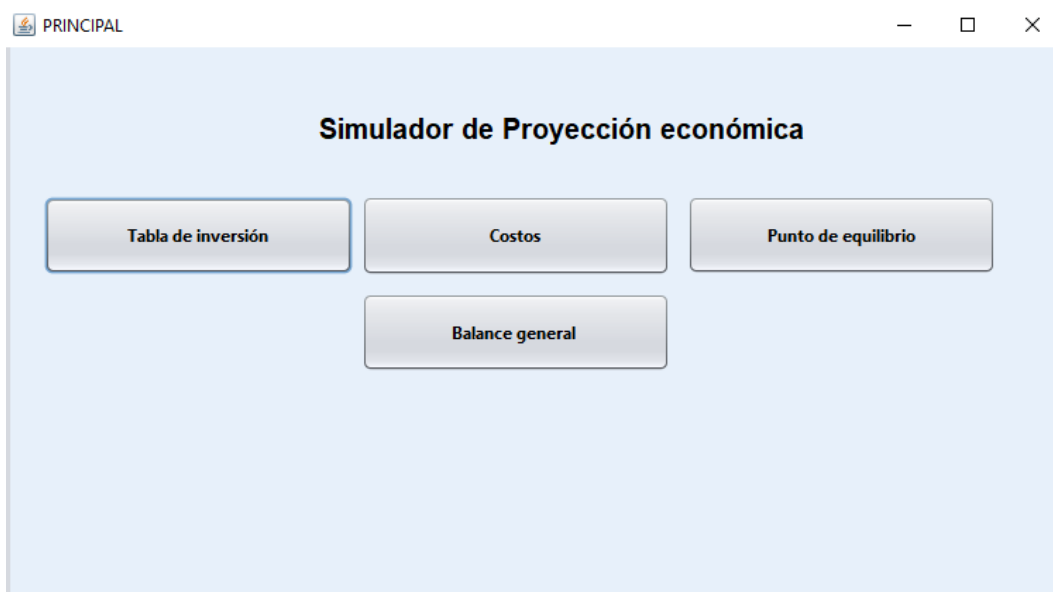 PRINCIPAL
Simulador de Proyección económica
Tabla de inversión
Costos
Punto de equilibrio
Balance general